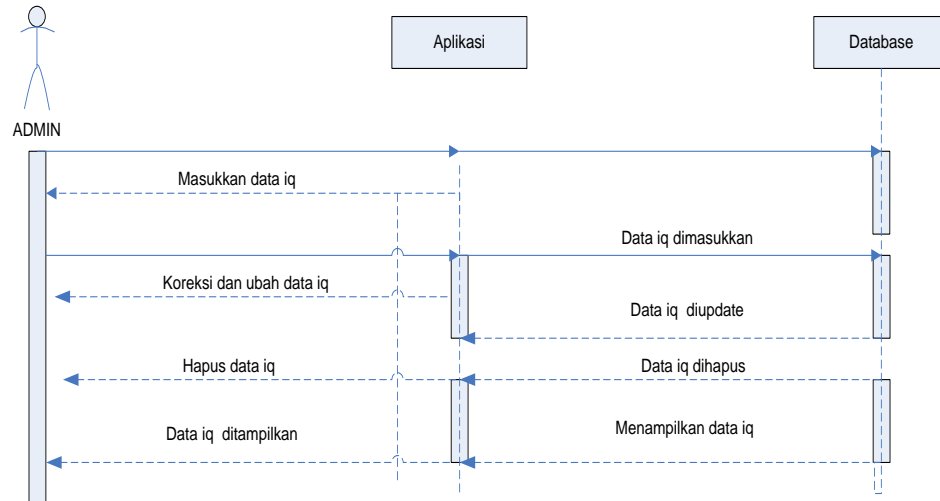 Aplikasi
Database
ADMIN
Masukkan data iq
Data iq dimasukkan
Koreksi dan ubah data iq
Data iq diupdate
Hapus data iq
Data iq dihapus
Data iq ditampilkan
Menampilkan data iq